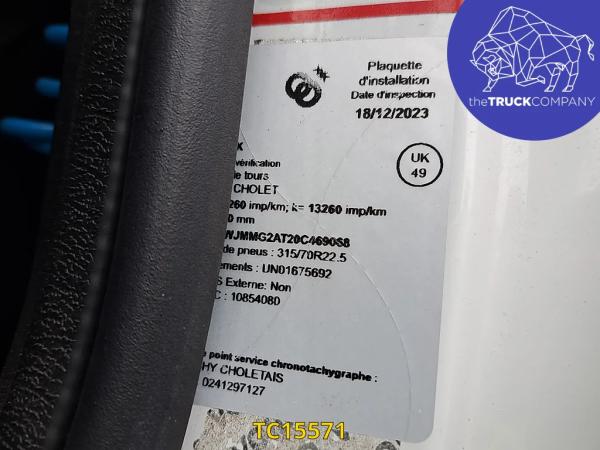 Plaquette
d'installation
Date d'inspection
18/12/2023
theTRUCKCOMPANY
UK
49
X
vérification
de tours
CHOLET
260 imp/km; k= 13260 imp/km
0 mm
WJMMG2AT20C469068
de pneus : 315/70R22.5
ements : UN01675692
S Externe: Non
C : 10854080
e point service chronotachygraphe :
HY CHOLETAIS
0241297127
TC15571